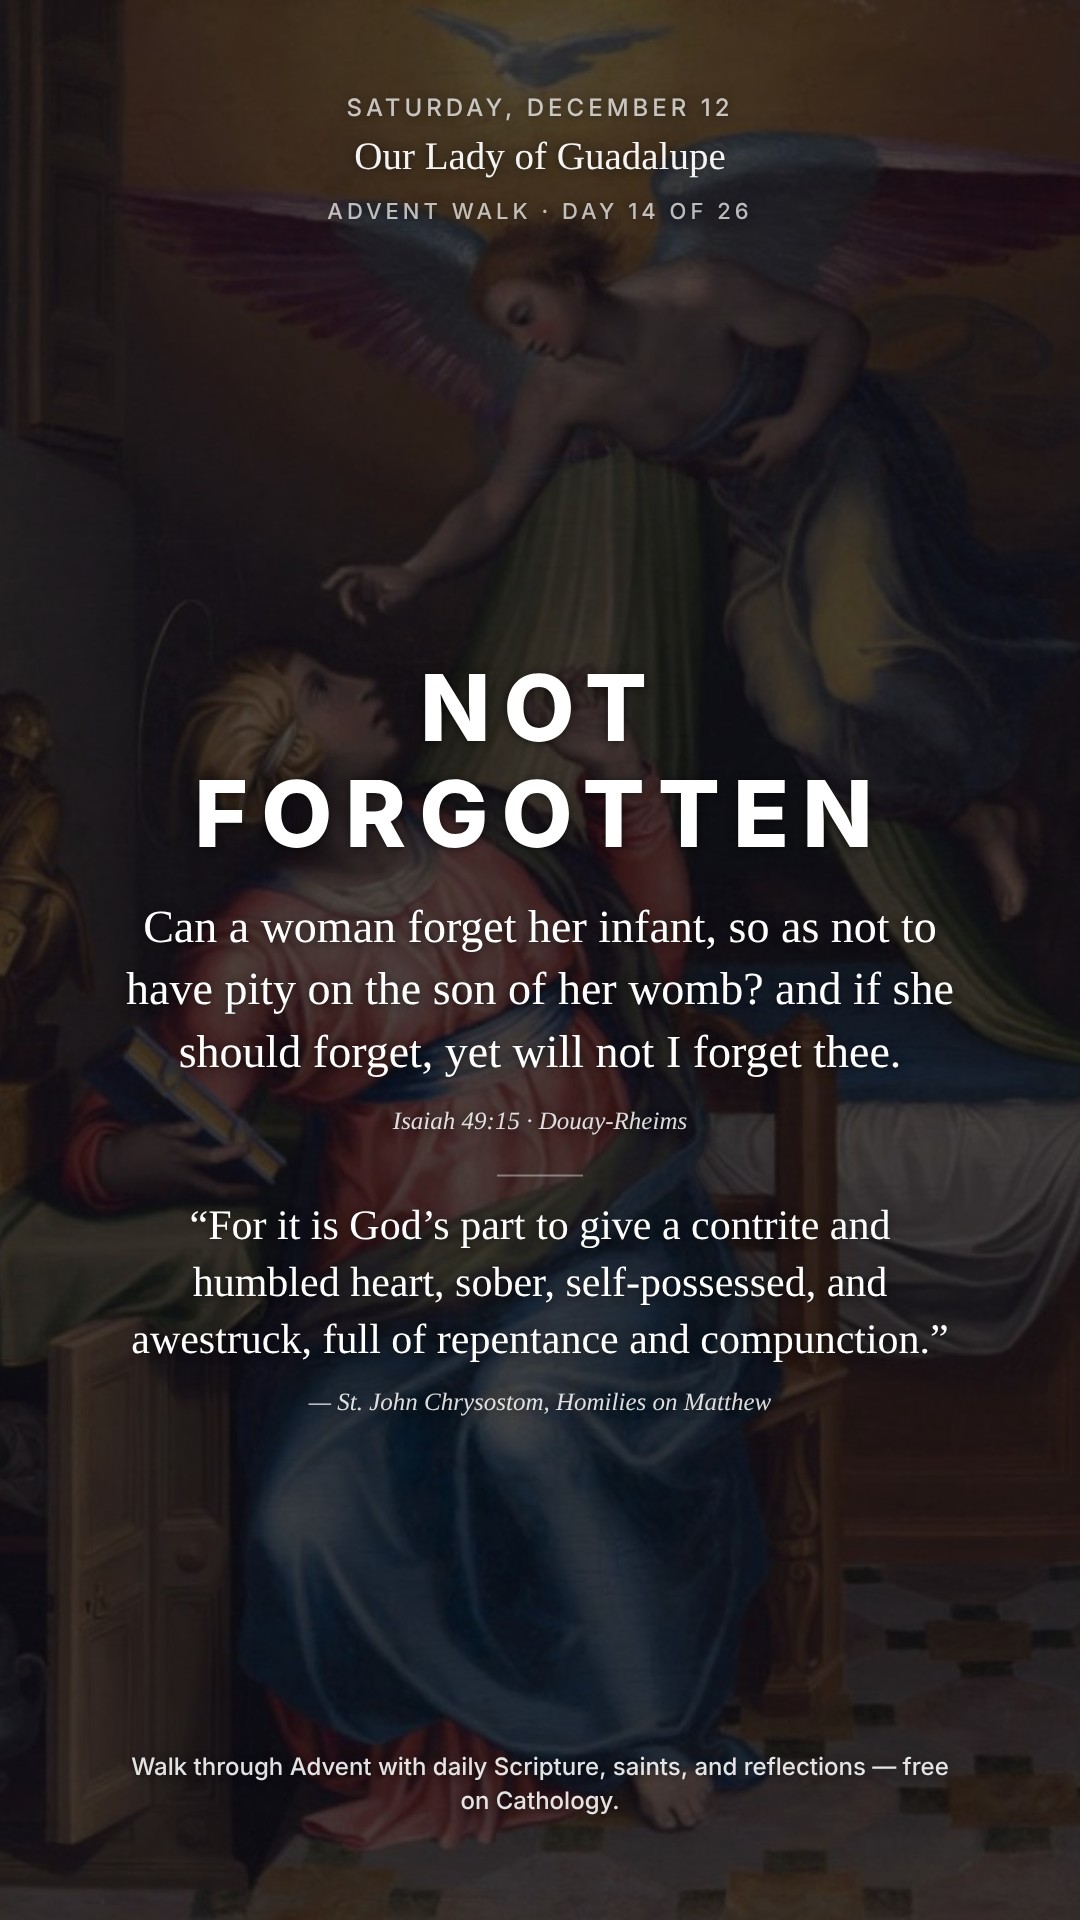 SATURDAY, DECEMBER 12
Our Lady of Guadalupe
ADVENT WALK · DAY 14 OF 26
NOT
FORGOTTEN
Can a woman forget her infant, so as not to
have pity on the son of her womb? and if she
should forget, yet will not I forget thee.
Isaiah 49:15 · Douay-Rheims
“For it is God’s part to give a contrite and
humbled heart, sober, self-possessed, and
awestruck, full of repentance and compunction.”
— St. John Chrysostom, Homilies on Matthew
Walk through Advent with daily Scripture, saints, and reflections — free
on Cathology.